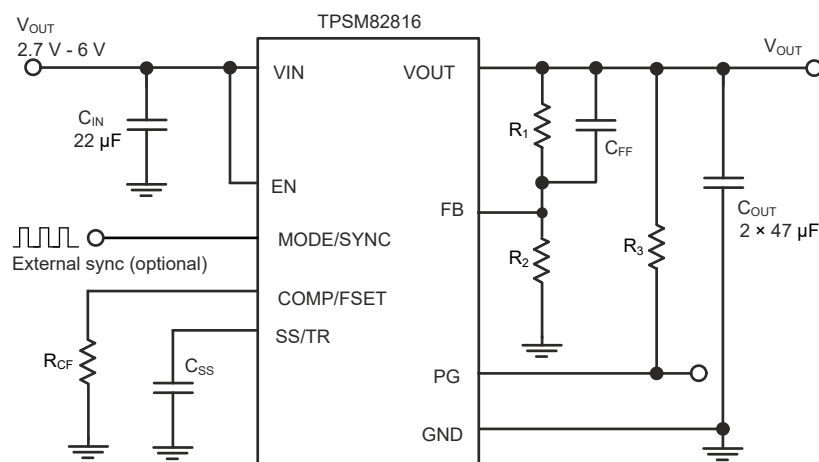 TPSM82816
VOUT
2.7 V - 6 V
VIN
VOUT
VOUT
CIN
22 µF
R1
CFF
EN
FB
COUT
2 × 47 µF
MODE/SYNC
External sync (optional)
R2
R3
COMP/FSET
SS/TR
RCF
CSS
PG
GND